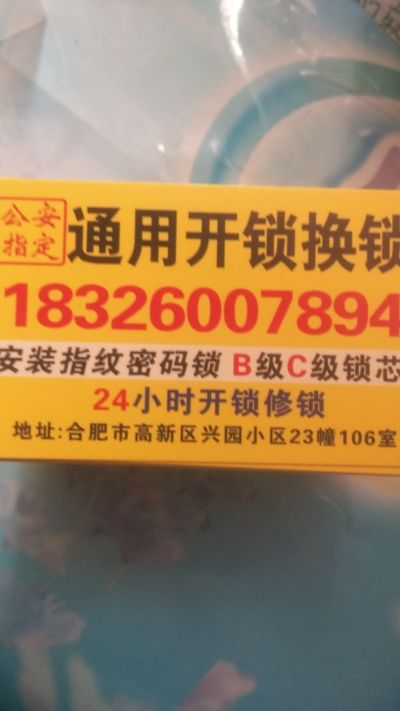 公安
指定
通用开锁换锁
18326007894
安装指纹密码锁 B级C级锁芯
24小时开锁修锁
地址:合肥市高新区兴园小区23幢106室